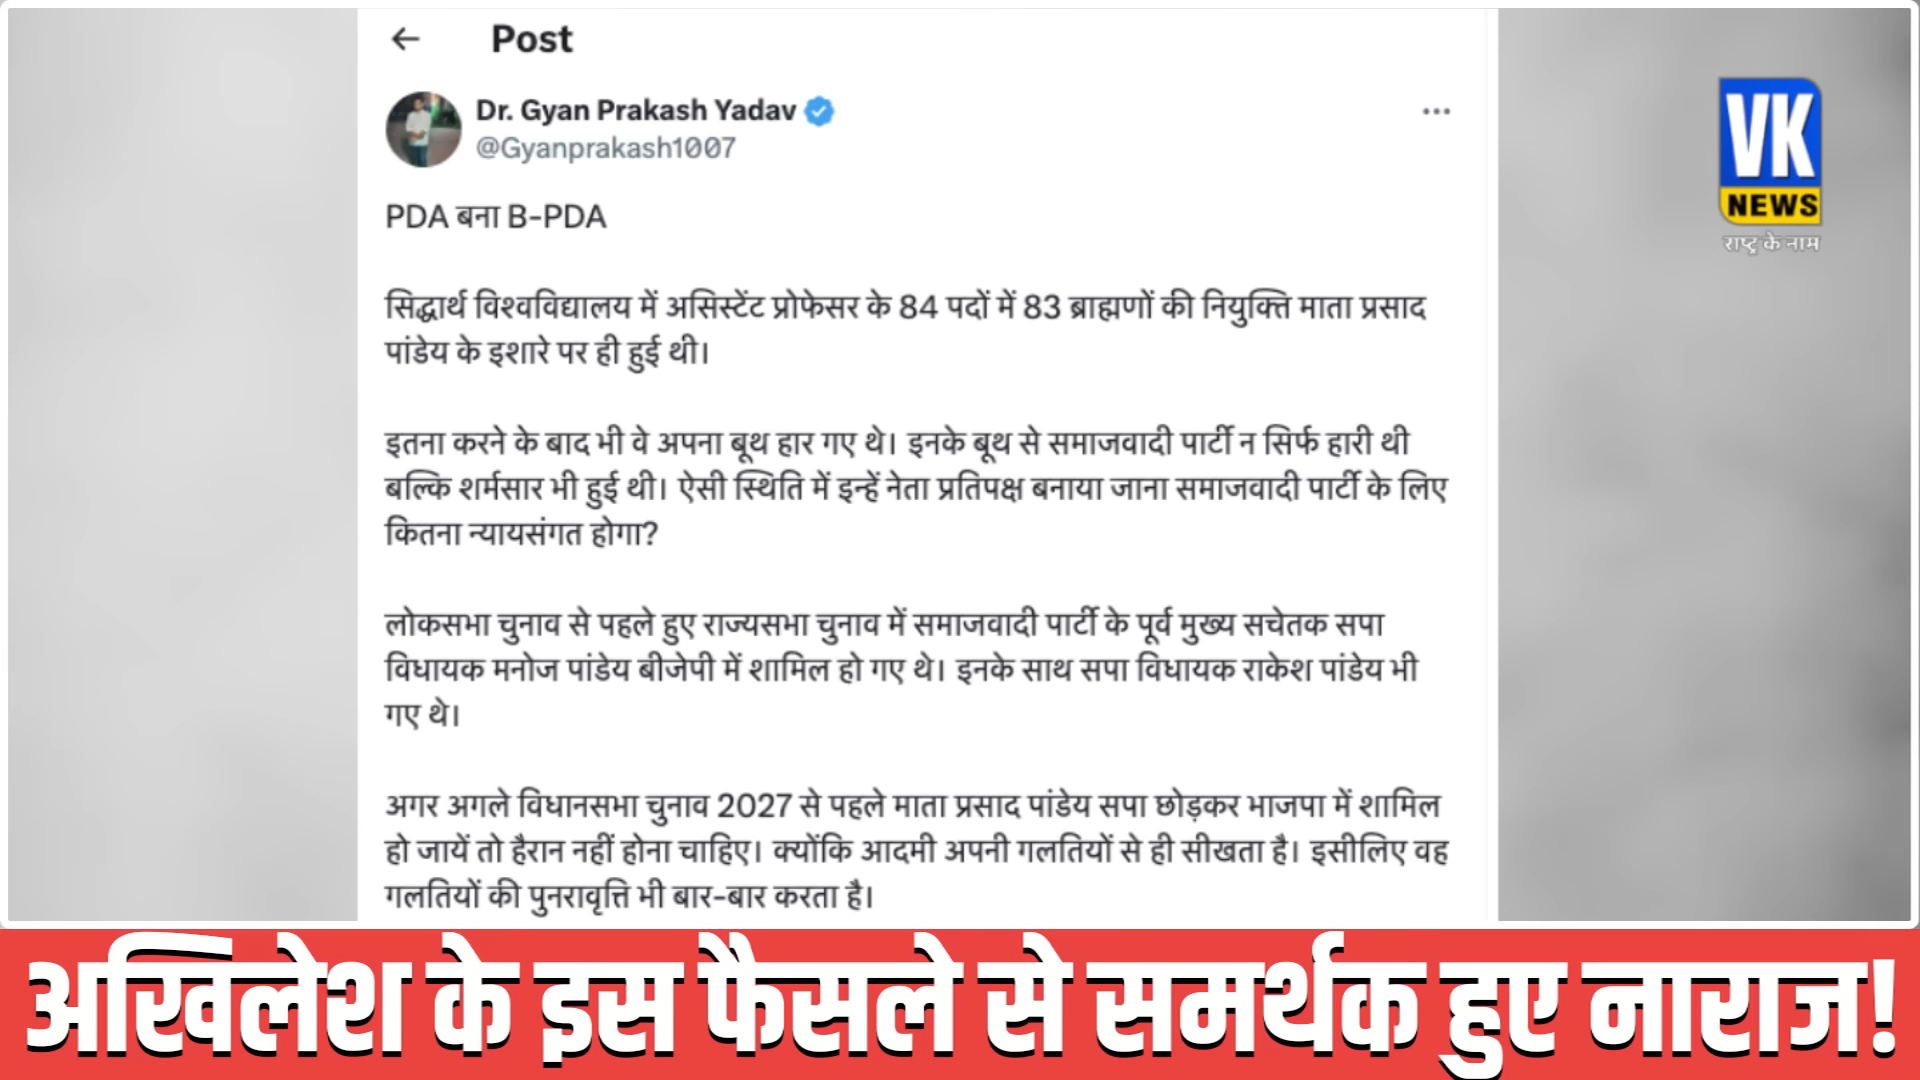 Post
Dr. Gyan Prakash Yadav
@Gyanprakash1007
PDA बना B-PDA
सिद्धार्थ विश्वविद्यालय में असिस्टेंट प्रोफेसर के 84 पदों में 83 ब्राह्मणों की नियुक्ति माता प्रसाद
पांडेय के इशारे पर ही हुई थी।
इतना करने के बाद भी वे अपना बूथ हार गए थे। इनके बूथ से समाजवादी पार्टी न सिर्फ हारी थी
बल्कि शर्मसार भी हुई थी। ऐसी स्थिति में इन्हें नेता प्रतिपक्ष बनाया जाना समाजवादी पार्टी के लिए
कितना न्यायसंगत होगा?
लोकसभा चुनाव से पहले हुए राज्यसभा चुनाव में समाजवादी पार्टी के पूर्व मुख्य सचेतक सपा
विधायक मनोज पांडेय बीजेपी में शामिल हो गए थे। इनके साथ सपा विधायक राकेश पांडेय भी
गए थे।
अगर अगले विधानसभा चुनाव 2027 से पहले माता प्रसाद पांडेय सपा छोड़कर भाजपा में शामिल
हो जायें तो हैरान नहीं होना चाहिए। क्योंकि आदमी अपनी गलतियों से ही सीखता है। इसीलिए वह
गलतियों की पुनरावृत्ति भी बार-बार करता है।
VK
NEWS
राष्ट्र के नाम
अखिलेश के इस फैसले से समर्थक हुए नाराज!